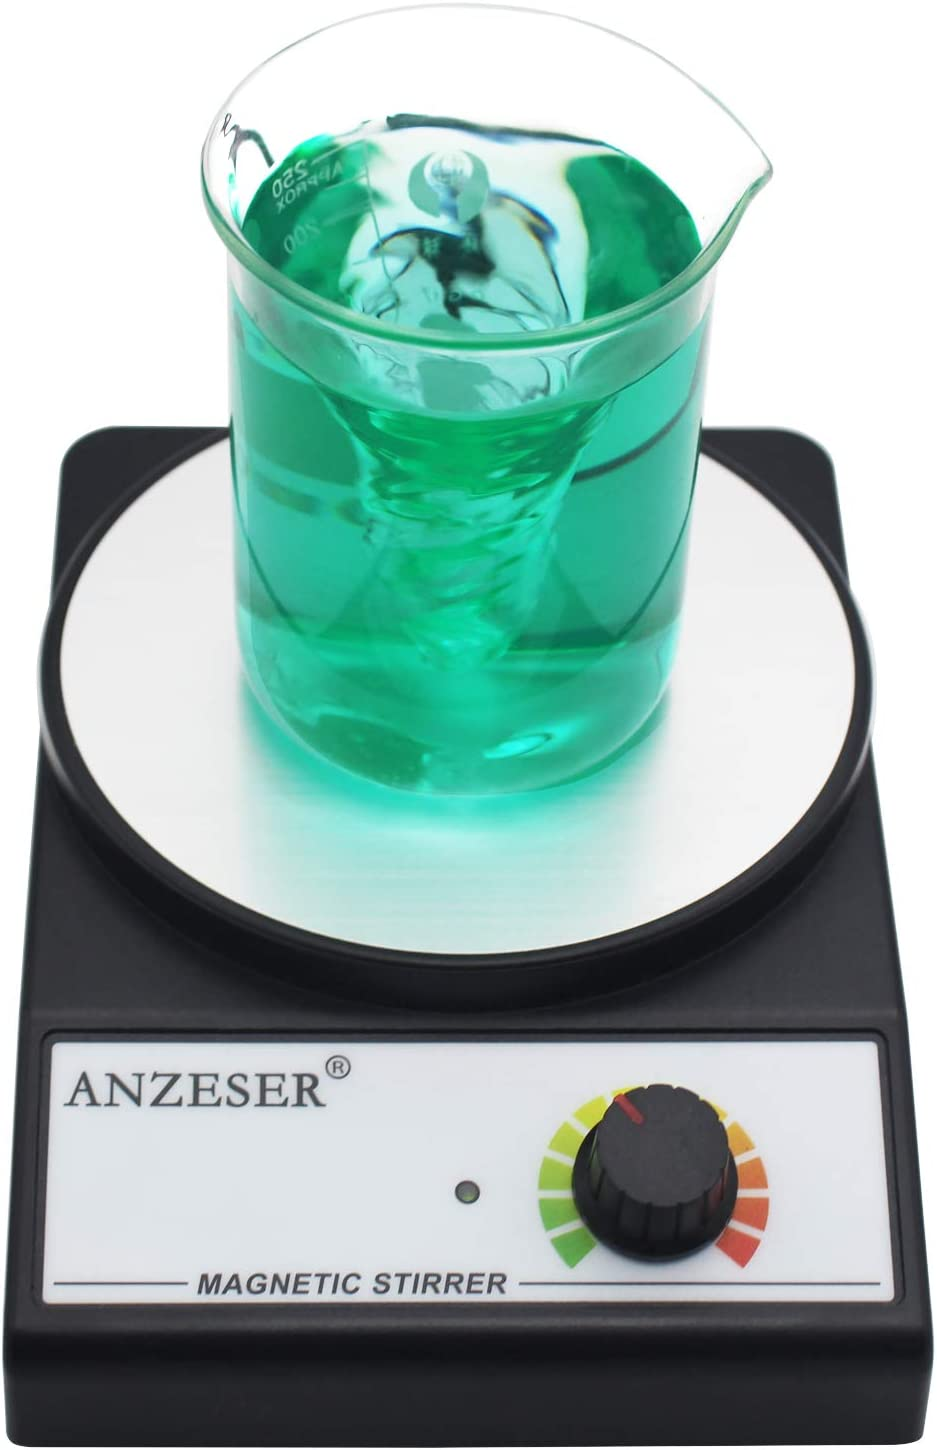 250
APPROX
200
ANZESER®
MAGNETIC STIRRER